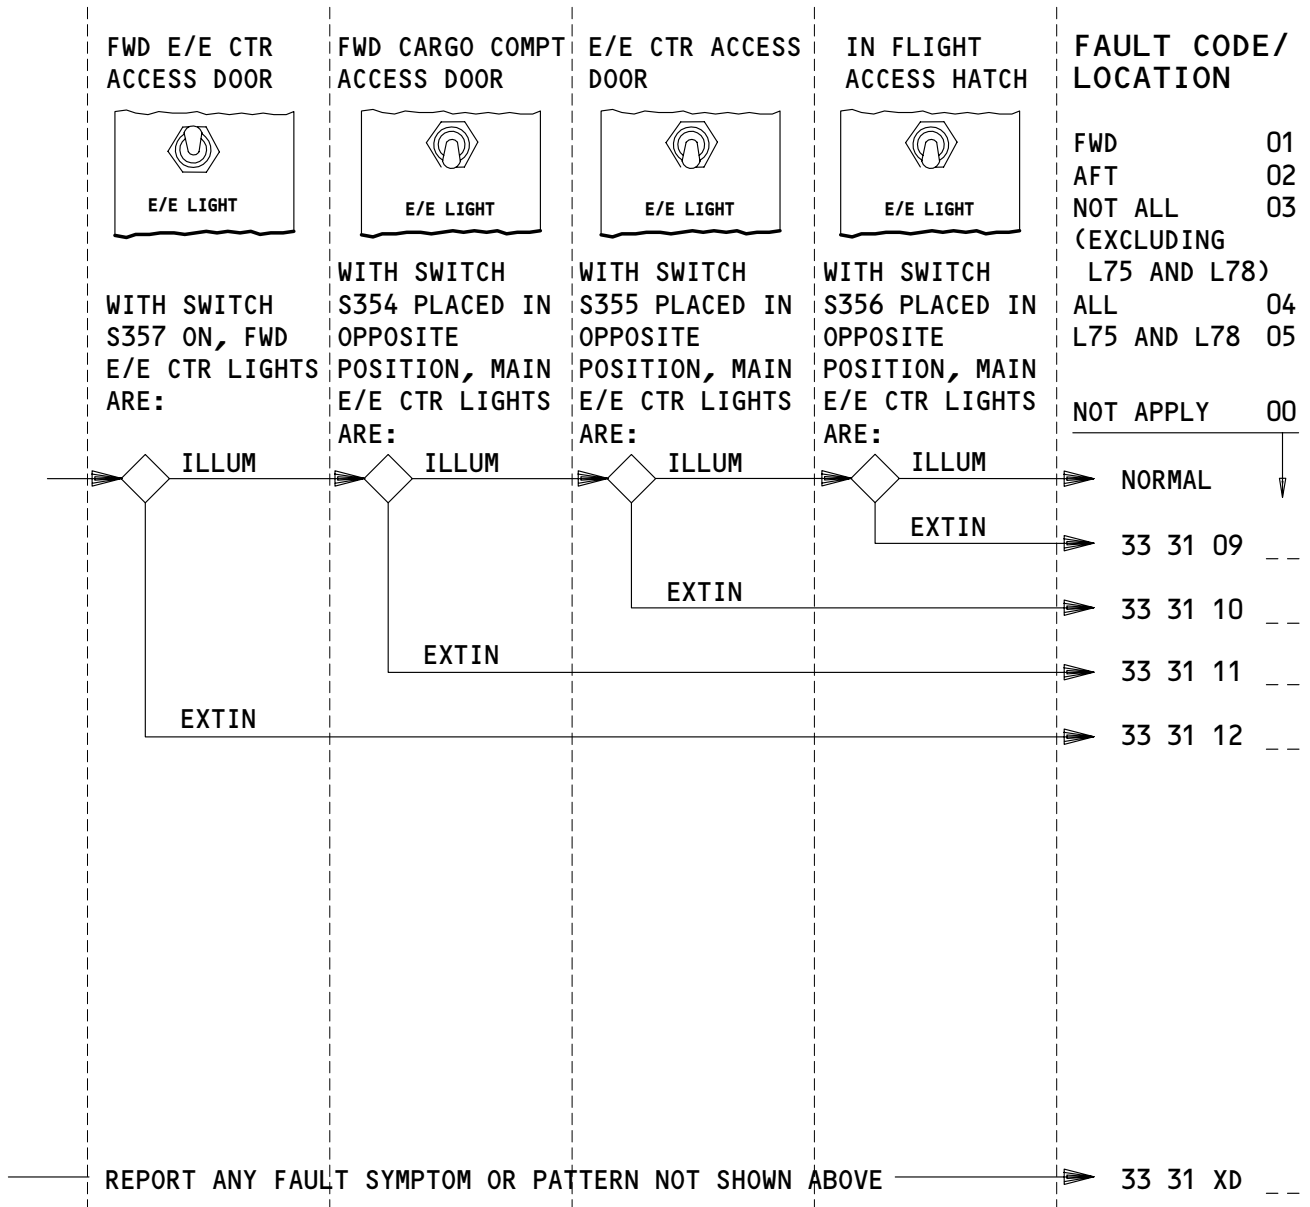 FWD E/E CTR
ACCESS DOOR
E/E LIGHT
WITH SWITCH
S357 ON, FWD
E/E CTR LIGHTS
ARE:
FWD CARGO COMPT
ACCESS DOOR
E/E LIGHT
WITH SWITCH
S354 PLACED IN
OPPOSITE
POSITION, MAIN
E/E CTR LIGHTS
ARE:
E/E CTR ACCESS
DOOR
E/E LIGHT
WITH SWITCH
S355 PLACED IN
OPPOSITE
POSITION, MAIN
E/E CTR LIGHTS
ARE:
IN FLIGHT
ACCESS HATCH
E/E LIGHT
WITH SWITCH
S356 PLACED IN
OPPOSITE
POSITION, MAIN
E/E CTR LIGHTS
ARE:
FAULT CODE/
LOCATION
FWD 01
AFT 02
NOT ALL 03
(EXCLUDING
L75 AND L78)
ALL 04
L75 AND L78 05
NOT APPLY 00
ILLUM ILLUM ILLUM ILLUM NORMAL
EXTIN 33 31 09 _ _
EXTIN 33 31 10 _ _
EXTIN 33 31 11 _ _
EXTIN 33 31 12 _ _
REPORT ANY FAULT SYMPTOM OR PATTERN NOT SHOWN ABOVE 33 31 XD _ _